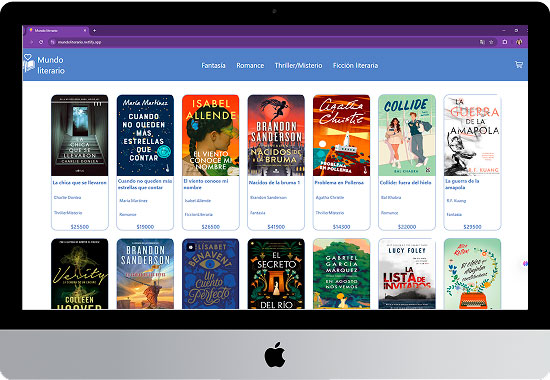 Mundo literario
mundoliterario.netlify.app
Mundo
literario
Fantasía
Romance
Thriller/Misterio
Ficción literaria
LA
CHICA
QUE SE
LLEVARON
CHARLIE DONLEA
María Martínez
CUANDO
NO QUEDEN
MÁS
ESTRELLAS
QUE
CONTAR
ISABEL
ALLENDE
EL VIENTO
CONOCE MI
NOMBRE
BRANDON
SANDERSON
NACIDOS DE
LA BRUMA
Agatha
Christie
PROBLEMA
EN POLLENSA
COLLIDE
BAL KHABRA
LA
GUERRA
DE LA
AMAPOLA
R.F. KUANG
La chica que se llevaron
Charlie Donlea
Thriller/Misterio
$25500
Cuando no queden más
estrellas que contar
María Martínez
Romance
$19000
El viento conoce mi
nombre
Isabel Allende
Ficción Literaria
$26500
Nacidos de la bruma 1
Brandon Sanderson
Fantasía
$41900
Problema en Pollensa
Agatha Christie
Thriller Misterio
$14300
Collide: fuera del hielo
Bal Khabra
Romance
$22000
La guerra de la
amapola
R.F. Kuang
Fantasía
$29500
Verity
COLLEEN
HOOVER
BRANDON
SANDERSON
ELÍSABET
BENAVENT
Un
Cuento
Perfecto
EL
SECRETO
DEL RÍO
GABRIEL
GARCÍA
MÁRQUEZ
EN AGOSTO
NOS VEMOS
LUCY FOLEY
LA
LISTA DE
INVITADOS